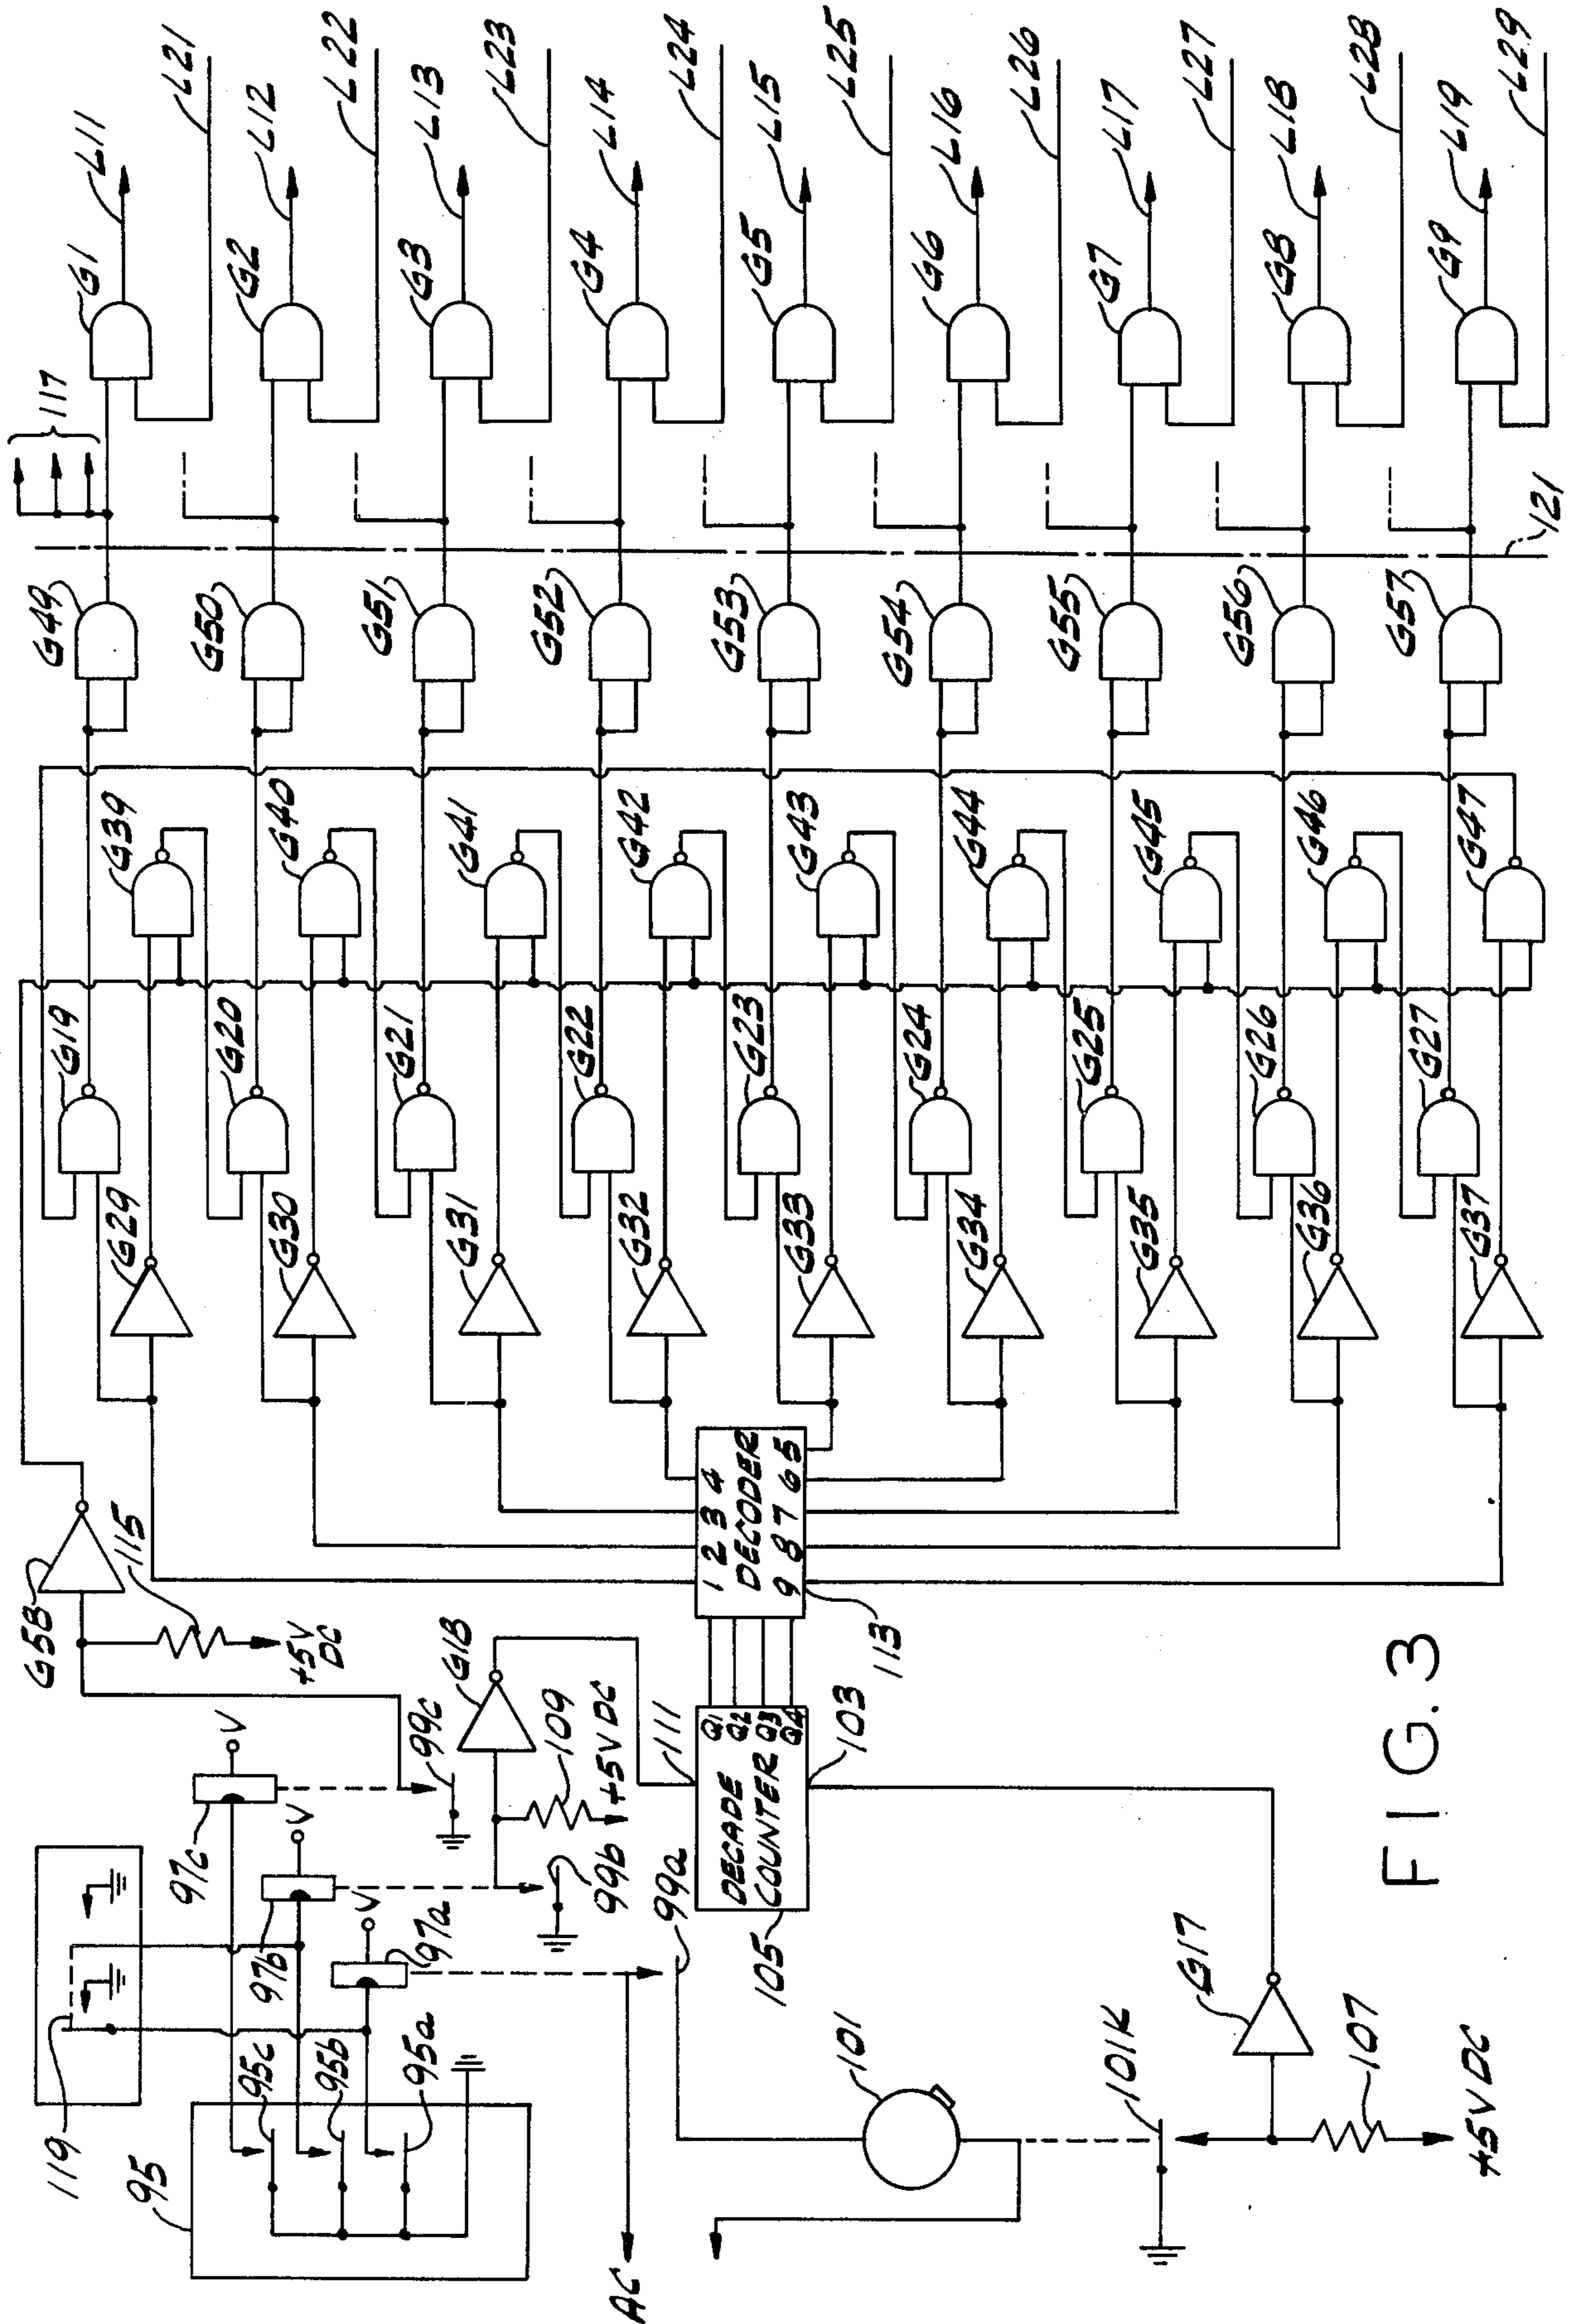 G1
L11
L21
117
G2
L12
L22
G3
L13
L23
G4
L14
L24
G5
L15
L25
G6
L16
L26
G7
L17
L27
G8
L18
L28
G9
L19
L29
121
G49
G50
G51
G52
G53
G54
G55
G56
G57
G39
G40
G41
G42
G43
G44
G45
G46
G47
G19
G20
G21
G22
G23
G24
G25
G26
G27
G29
G30
G31
G32
G33
G34
G35
G36
G37
G58
115
+5V
DC
1 2 3 4
DECODER
9 8 7 6 5
113
G18
109
+5V DC
111
Q1
Q2
Q3
Q4
DECADE
COUNTER
103
105
97c
V
97b
V
97a
V
99c
99b
99a
119
95
95c
95b
95a
AC
101
101K
G17
107
+5V DC
FIG. 3